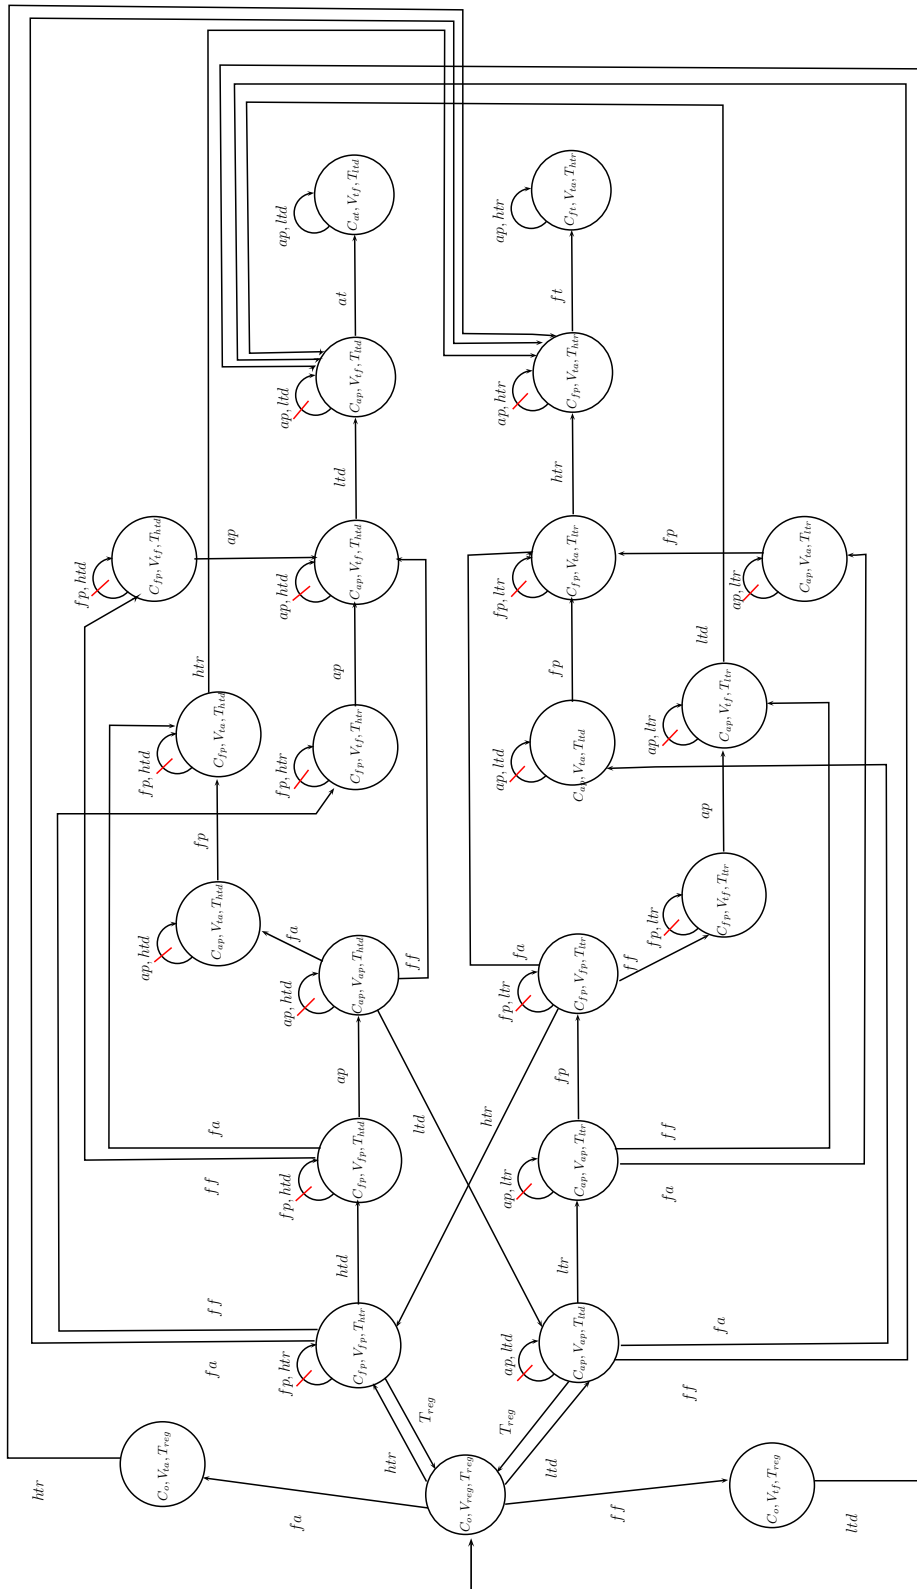 C_o, V_reg, T_reg
C_o, V_ta, T_reg
C_o, V_tf, T_reg
fa
ff
htr
ltd
htr
T_reg
T_reg
ltd
C_fp, V_fp, T_htr
fp, htr
fa
ff
htd
C_fp, V_fp, T_htd
fp, htd
ff
fa
ap
C_ap, V_ap, T_htd
ap, htd
fa
ff
ltd
C_ap, V_ta, T_htd
ap, htd
fp
C_fp, V_ta, T_htd
fp, htd
htr
C_fp, V_tf, T_htr
fp, htr
ap
C_fp, V_tf, T_htd
fp, htd
ap
C_ap, V_tf, T_htd
ap, htd
ltd
C_ap, V_tf, T_ltd
ap, ltd
at
C_at, V_tf, T_ltd
ap, ltd
C_ap, V_ap, T_ltd
ap, ltd
fa
ff
ltr
C_ap, V_ap, T_ltr
ap, ltr
ff
fa
fp
C_fp, V_fp, T_ltr
fp, ltr
fa
ff
htr
C_fp, V_tf, T_ltr
fp, ltr
ap
C_ap, V_tf, T_ltr
ap, ltr
ltd
C_ap, V_ta, T_ltd
ap, ltd
fp
C_ap, V_ta, T_ltr
ap, ltr
fp
C_fp, V_ta, T_ltr
fp, ltr
htr
C_fp, V_ta, T_htr
ap, htr
ft
C_ft, V_ta, T_htr
ap, htr